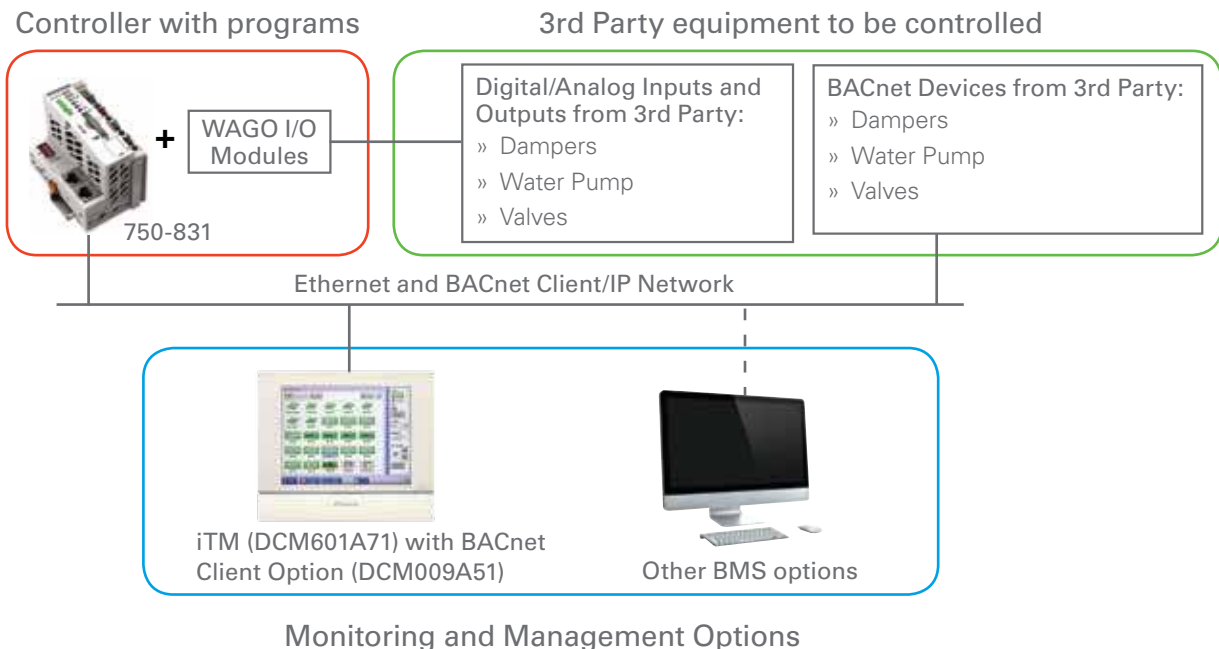 Controller with programs
3rd Party equipment to be controlled
+
WAGO I/O
Modules
750-831
Digital/Analog Inputs and
Outputs from 3rd Party:
» Dampers
» Water Pump
» Valves
BACnet Devices from 3rd Party:
» Dampers
» Water Pump
» Valves
Ethernet and BACnet Client/IP Network
iTM (DCM601A71) with BACnet
Client Option (DCM009A51)
Other BMS options
Monitoring and Management Options